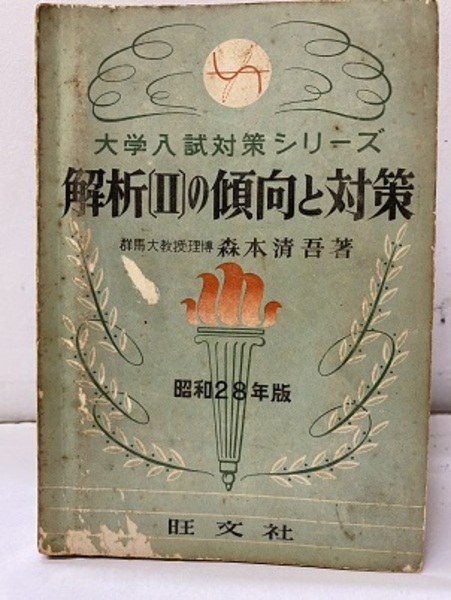 大学入試対策シリーズ
解析〔II〕の傾向と対策
群馬大教授理博 森本清吾著
昭和28年版
旺文社